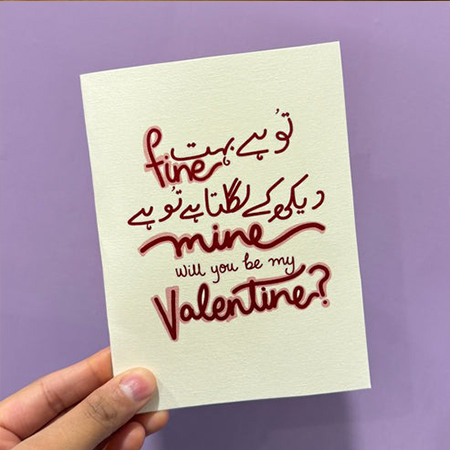 تُو ہے بہت fine
دیکھ کے لگتا ہے تُو ہے
mine
will you be my
Valentine?